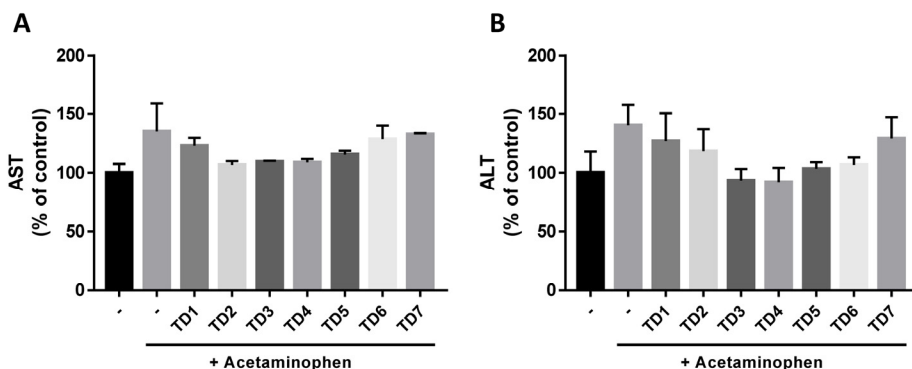 A
AST
(% of control)
200
150
100
50
0
- - TD1 TD2 TD3 TD4 TD5 TD6 TD7
+ Acetaminophen
B
ALT
(% of control)
200
150
100
50
0
- - TD1 TD2 TD3 TD4 TD5 TD6 TD7
+ Acetaminophen